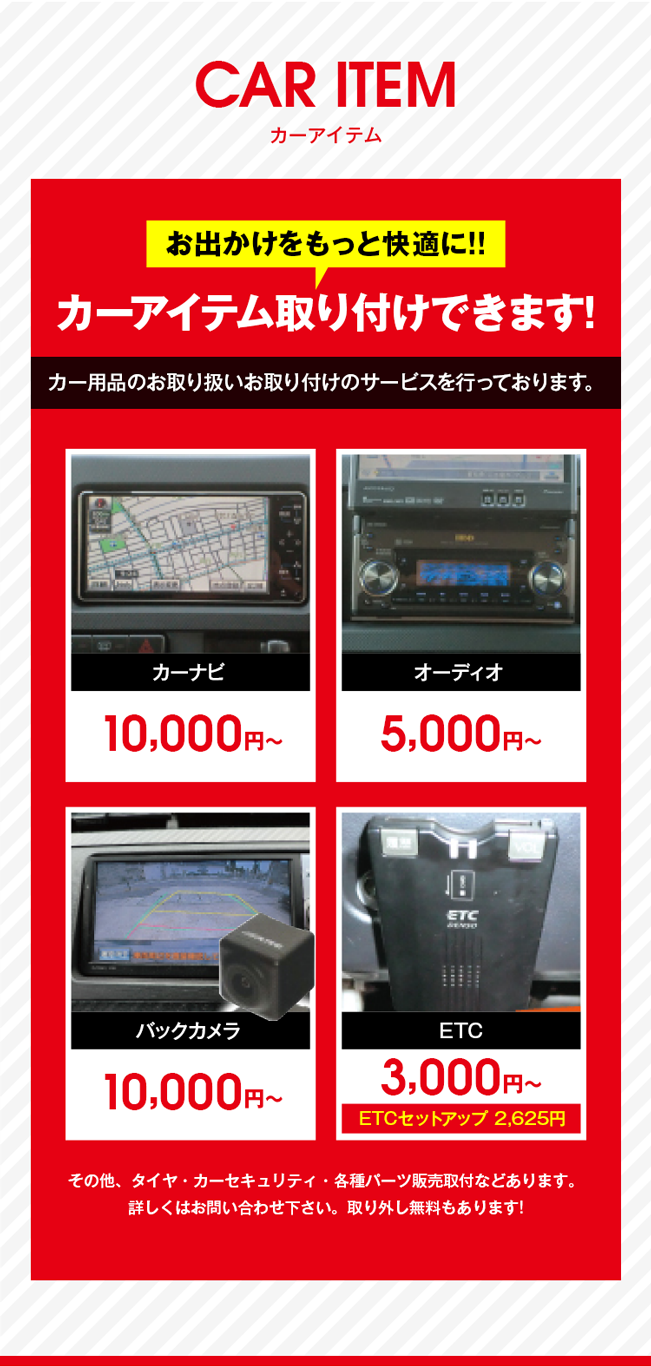 CAR ITEM
カーアイテム
お出かけをもっと快適に!!
カーアイテム取り付けできます!
カー用品のお取り扱いお取り付けのサービスを行っております。
カーナビ
10,000円〜
オーディオ
5,000円〜
バックカメラ
10,000円〜
ETC
DENSO
ETC
3,000円〜
ETCセットアップ 2,625円
その他、タイヤ・カーセキュリティ・各種パーツ販売取付などあります。
詳しくはお問い合わせ下さい。取り外し無料もあります!